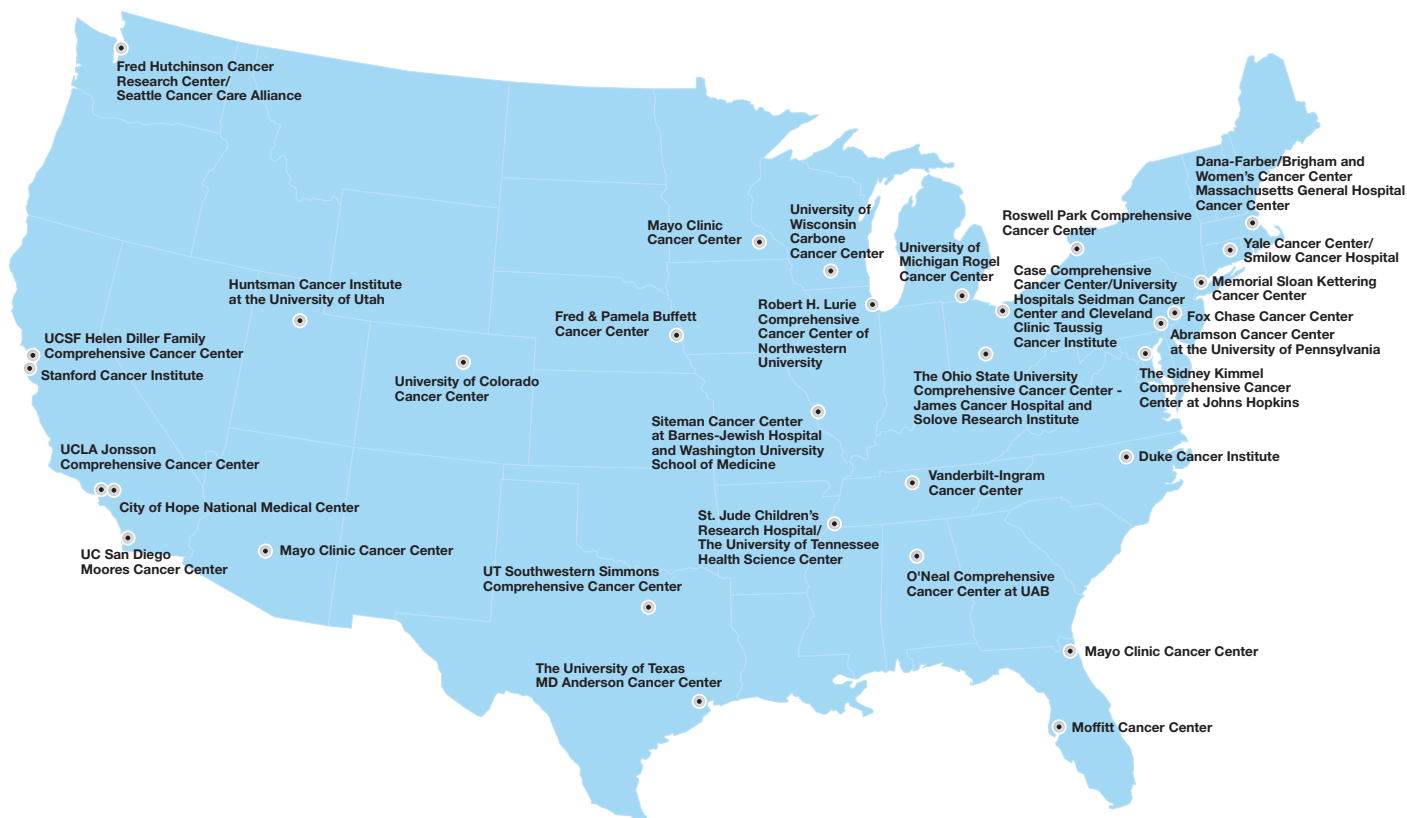 Fred Hutchinson Cancer
Research Center/
Seattle Cancer Care Alliance
Dana-Farber/Brigham and
Women's Cancer Center
Massachusetts General Hospital
Cancer Center
Mayo Clinic
Cancer Center
University of
Wisconsin
Carbone
Cancer Center
University of
Michigan Rogel
Cancer Center
Roswell Park Comprehensive
Cancer Center
Yale Cancer Center/
Smilow Cancer Hospital
Huntsman Cancer Institute
at the University of Utah
Case Comprehensive
Cancer Center/University
Hospitals Seidman Cancer
Center and Cleveland
Clinic Taussig
Cancer Institute
Memorial Sloan Kettering
Cancer Center
Fred & Pamela Buffett
Cancer Center
Robert H. Lurie
Comprehensive
Cancer Center of
Northwestern
University
Fox Chase Cancer Center
Abramson Cancer Center
at the University of Pennsylvania
UCSF Helen Diller Family
Comprehensive Cancer Center
Stanford Cancer Institute
University of Colorado
Cancer Center
The Ohio State University
Comprehensive Cancer Center -
James Cancer Hospital and
Solove Research Institute
The Sidney Kimmel
Comprehensive Cancer
Center at Johns Hopkins
Siteman Cancer Center
at Barnes-Jewish Hospital
and Washington University
School of Medicine
UCLA Jonsson
Comprehensive Cancer Center
City of Hope National Medical Center
Duke Cancer Institute
Vanderbilt-Ingram
Cancer Center
St. Jude Children's
Research Hospital/
The University of Tennessee
Health Science Center
UC San Diego
Moores Cancer Center
Mayo Clinic Cancer Center
UT Southwestern Simmons
Comprehensive Cancer Center
O'Neal Comprehensive
Cancer Center at UAB
Mayo Clinic Cancer Center
The University of Texas
MD Anderson Cancer Center
Moffitt Cancer Center